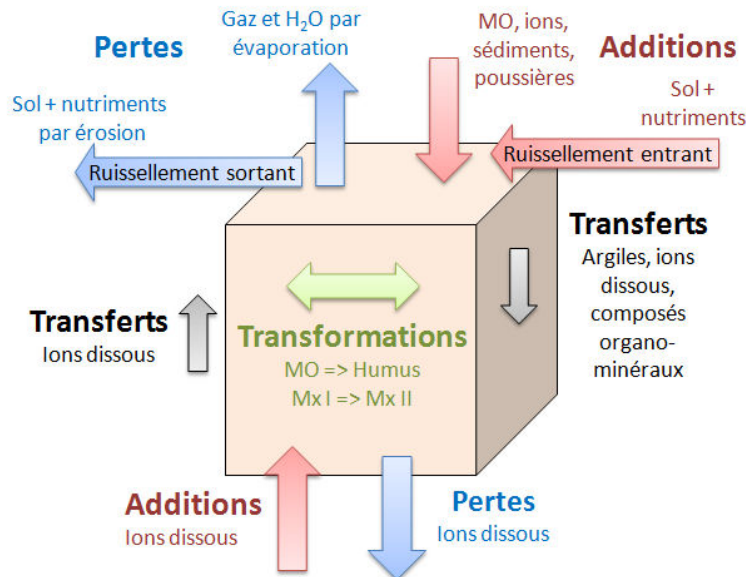 Pertes
Gaz et H₂O par
évaporation
MO, ions,
sédiments,
poussières
Additions
Sol + nutriments
par érosion
Sol +
nutriments
Ruissellement sortant
Ruissellement entrant
Transferts
Argiles, ions
dissous,
composés
organo-
minéraux
Transferts
Ions dissous
Transformations
MO => Humus
Mx I => Mx II
Additions
Ions dissous
Pertes
Ions dissous